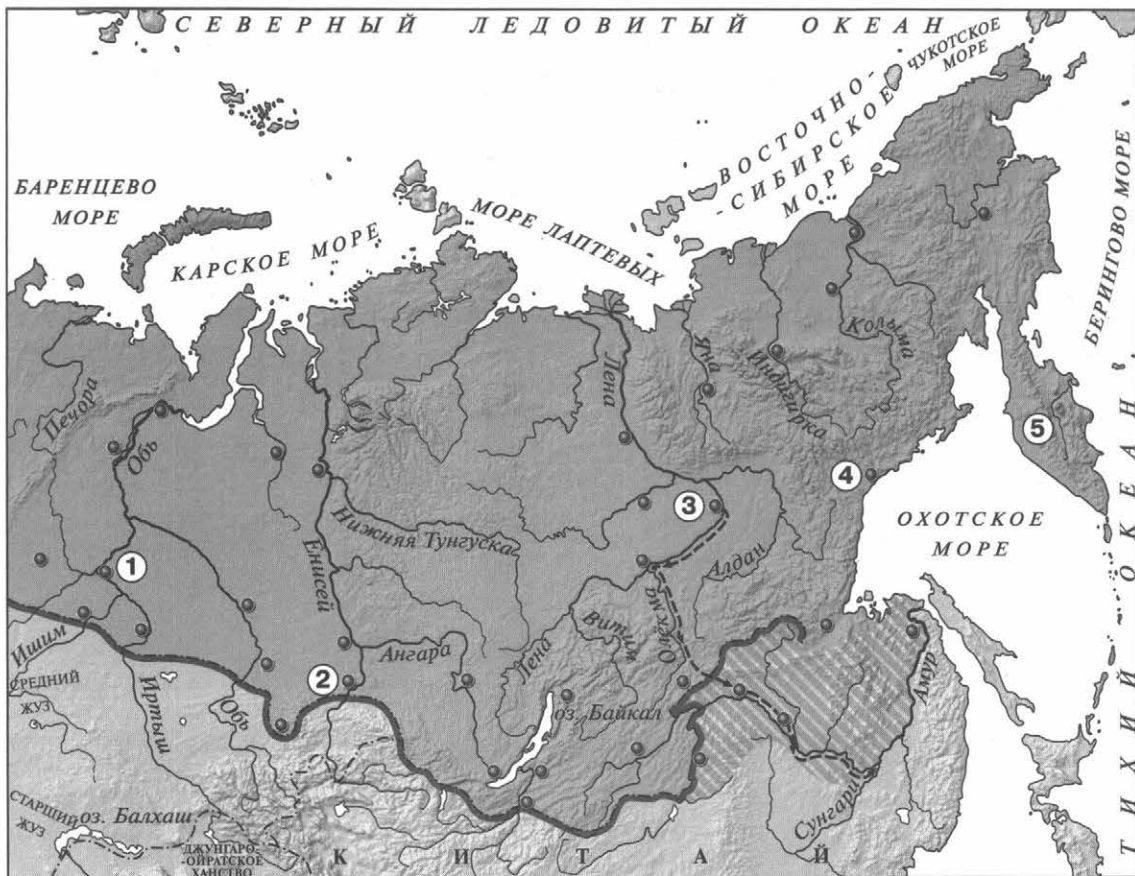 СЕВЕРНЫЙ ЛЕДОВИТЫЙ ОКЕАН
ЧУКОТСКОЕ
МОРЕ
ВОСТОЧНО-
-СИБИРСКОЕ
МОРЕ
БАРЕНЦЕВО
МОРЕ
КАРСКОЕ МОРЕ
МОРЕ ЛАПТЕВЫХ
БЕРИНГОВО МОРЕ
Печора
Обь
Лена
Яна
Индигирка
Колыма
5
4
3
ОХОТСКОЕ
МОРЕ
Нижняя Тунгуска
Енисей
Алдан
1
Олёкма
Витим
Лена
Ангара
Ишим
2
СРЕДНИЙ
ЖУЗ
Иртыш
Обь
оз. Байкал
Амур
Сунгари
СТАРШИЙ
ЖУЗ
оз. Балхаш
ДЖУНГАРО-
-ОЙРАТСКОЕ
ХАНСТВО
КИТАЙ
ТИХИЙ ОКЕАН